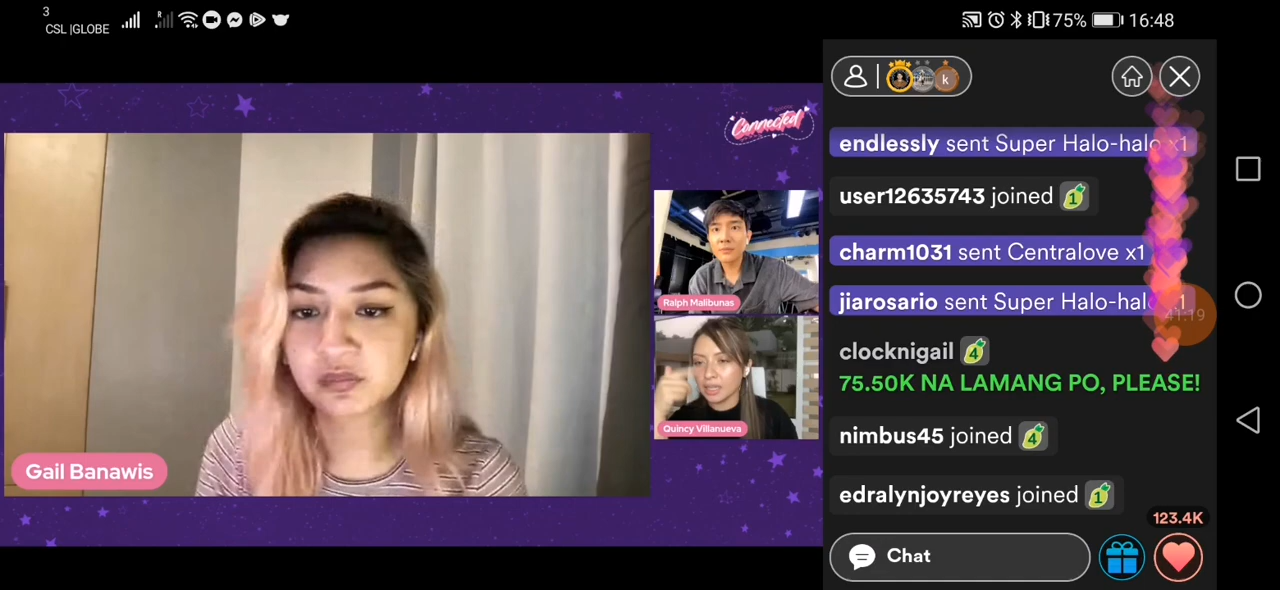 3
CSL |GLOBE
R
75% 16:48
Connected
Gail Banawis
Ralph Malibunas
Quincy Villanueva
k
endlessly sent Super Halo-halo x1
user12635743 joined 1
charm1031 sent Centralove x1
jiarosario sent Super Halo-halo x1
41:19
clocknigail 4
75.50K NA LAMANG PO, PLEASE!
nimbus45 joined 4
edralynjoyreyes joined 1
123.4K
Chat